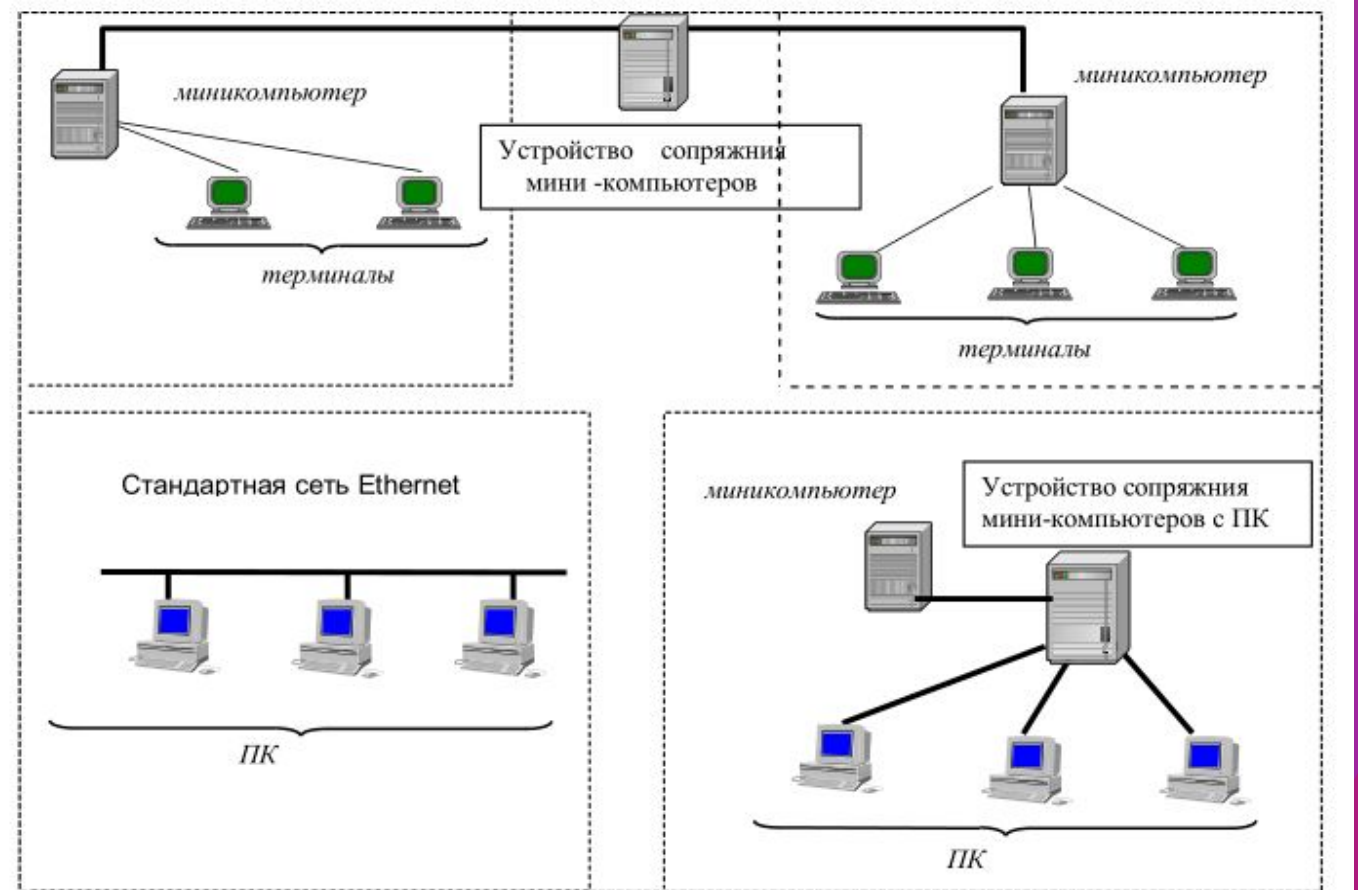 миникомпьютер
миникомпьютер
Устройство сопряжния
мини -компьютеров
терминалы
терминалы
Стандартная сеть Ethernet
миникомпьютер
Устройство сопряжния
мини-компьютеров с ПК
ПК
ПК